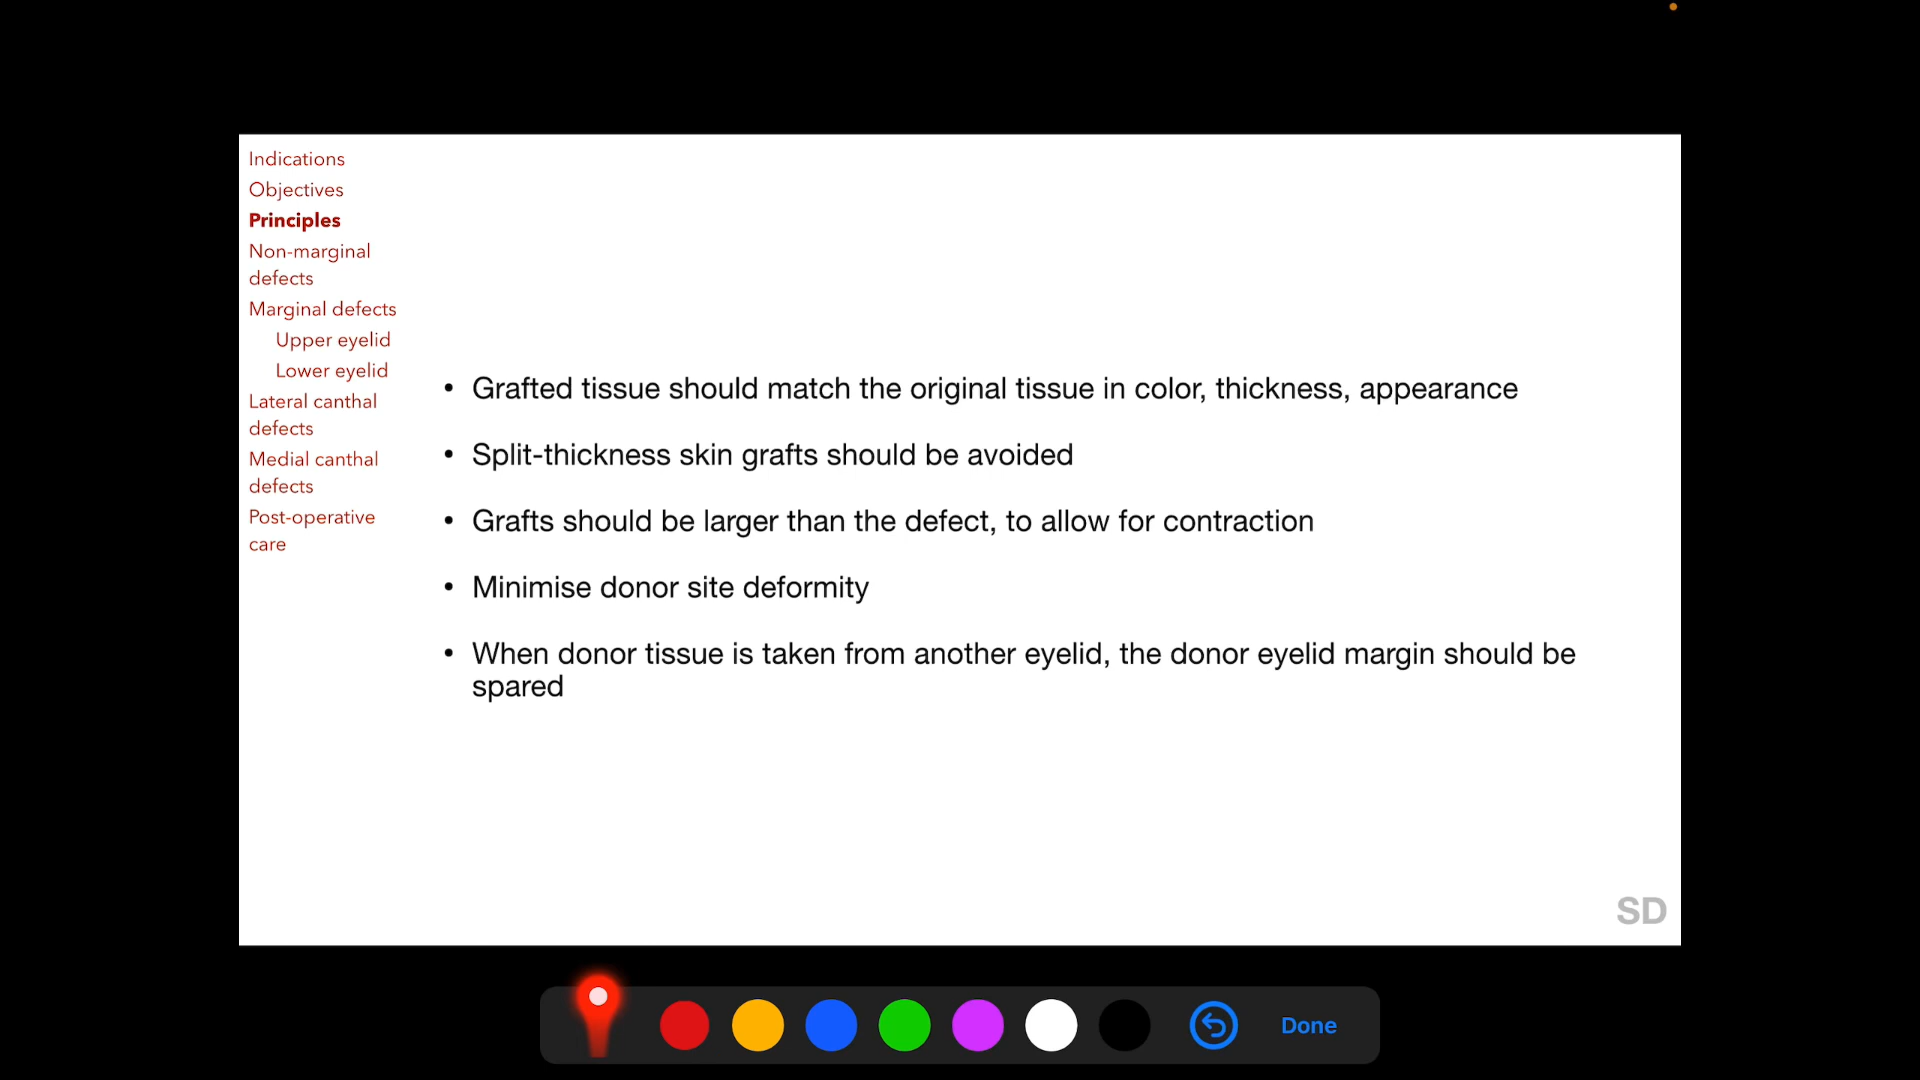 Indications
Objectives
Principles
Non-marginal
defects
Marginal defects
Upper eyelid
Lower eyelid
Lateral canthal
defects
Medial canthal
defects
Post-operative
care
• Grafted tissue should match the original tissue in color, thickness, appearance
• Split-thickness skin grafts should be avoided
• Grafts should be larger than the defect, to allow for contraction
• Minimise donor site deformity
• When donor tissue is taken from another eyelid, the donor eyelid margin should be
spared
SD
Done